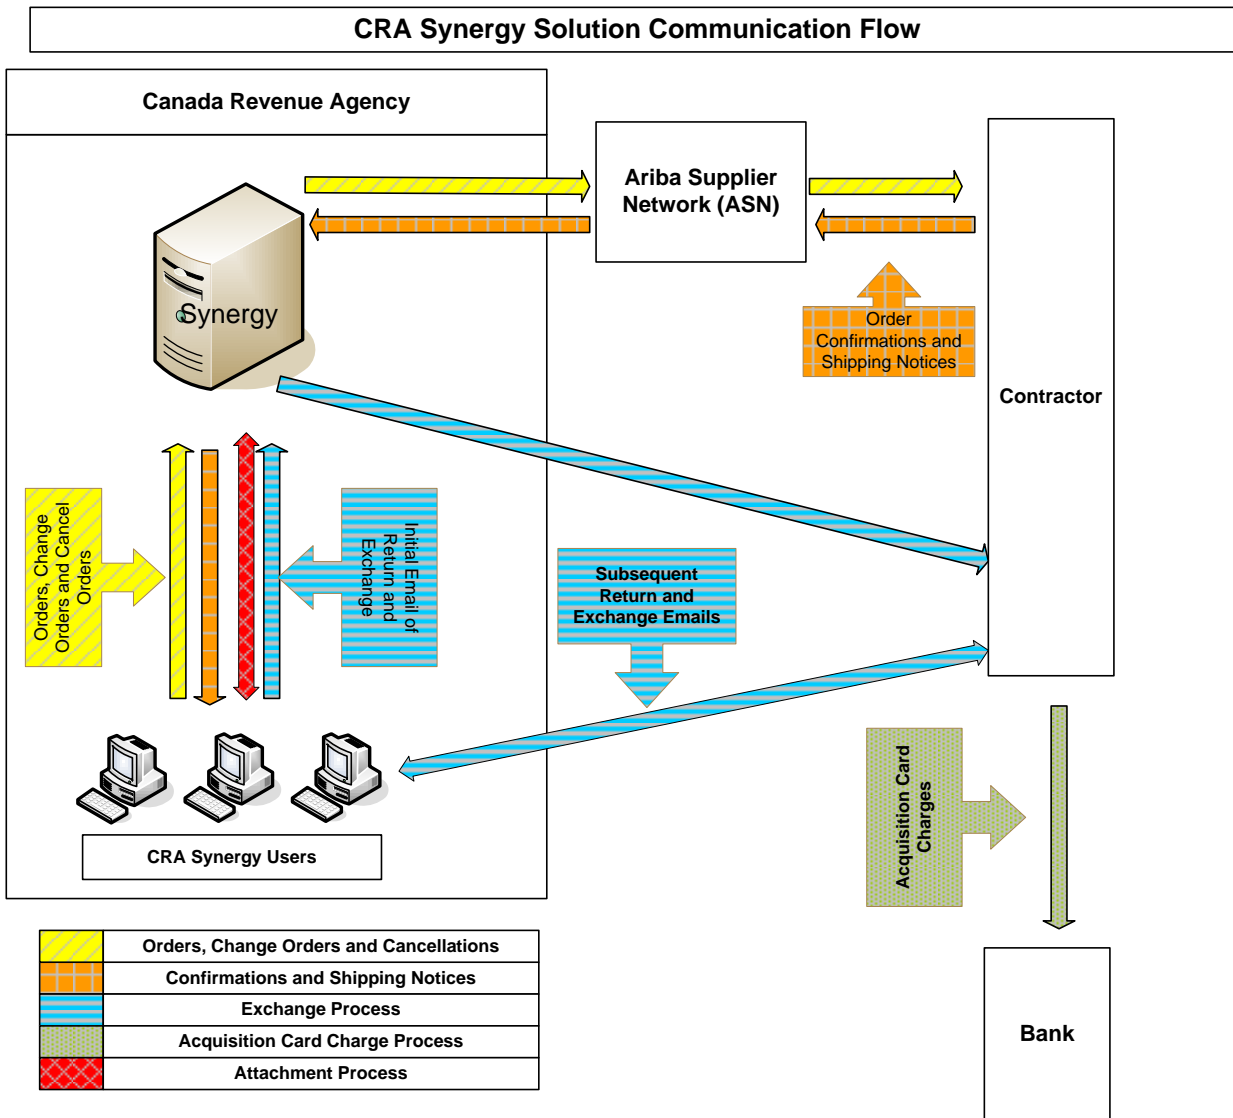 CRA Synergy Solution Communication Flow
Canada Revenue Agency
Ariba Supplier
Network (ASN)
Synergy
Order
Confirmations and
Shipping Notices
Contractor
Orders, Change
Orders and Cancel
Orders
Initial Email of
Return and
Exchange
Subsequent
Return and
Exchange Emails
CRA Synergy Users
Acquisition Card
Charges
Orders, Change Orders and Cancellations
Confirmations and Shipping Notices
Exchange Process
Acquisition Card Charge Process
Attachment Process
Bank